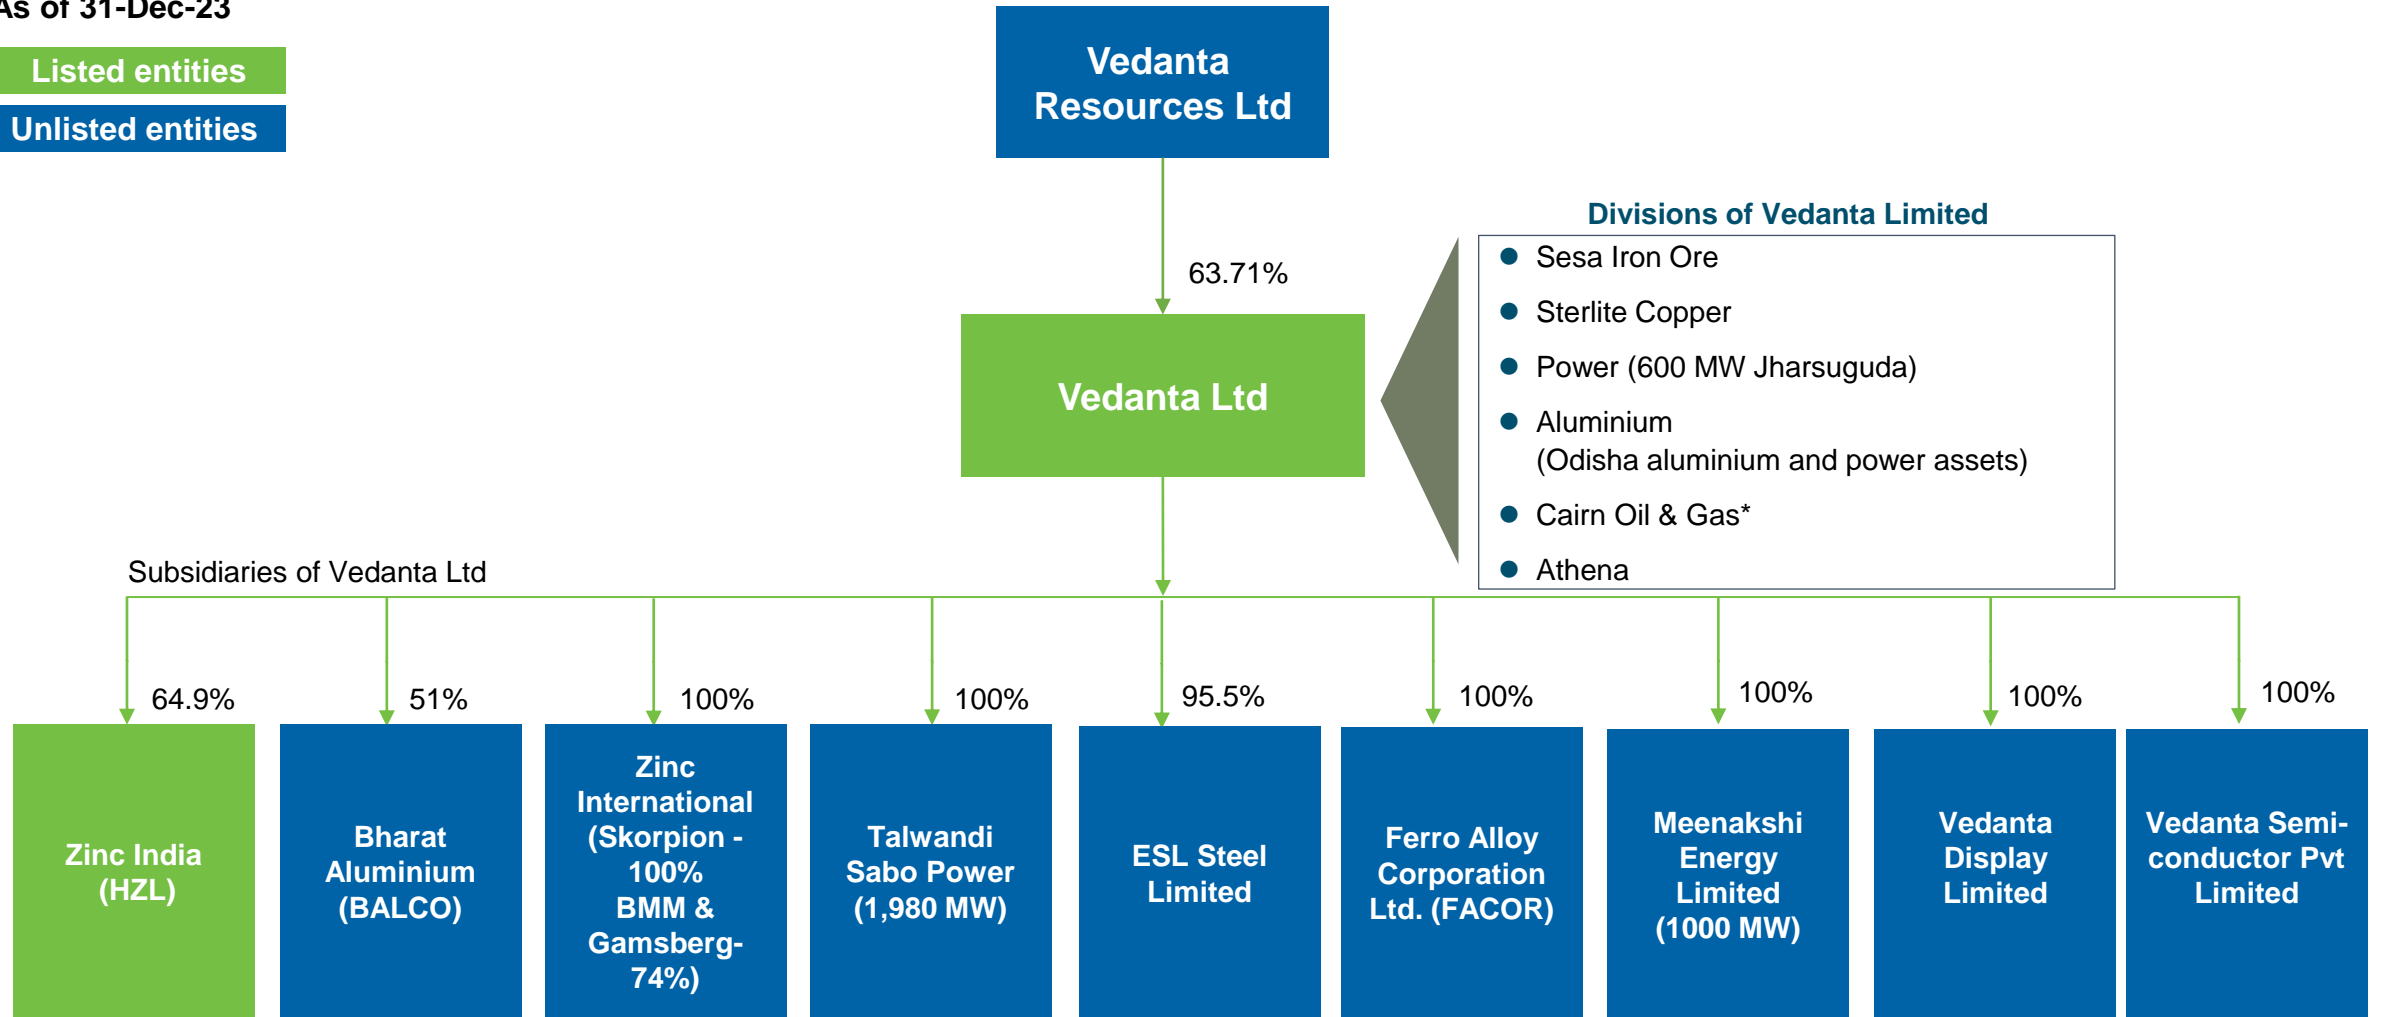 As of 31-Dec-23
Listed entities
Unlisted entities
Vedanta
Resources Ltd
63.71%
Vedanta Ltd
Divisions of Vedanta Limited
Sesa Iron Ore
Sterlite Copper
Power (600 MW Jharsuguda)
Aluminium
(Odisha aluminium and power assets)
Cairn Oil & Gas*
Athena
Subsidiaries of Vedanta Ltd
64.9%
51%
100%
100%
95.5%
100%
100%
100%
100%
Zinc India
(HZL)
Bharat
Aluminium
(BALCO)
Zinc
International
(Skorpion -
100%
BMM &
Gamsberg-
74%)
Talwandi
Sabo Power
(1,980 MW)
ESL Steel
Limited
Ferro Alloy
Corporation
Ltd. (FACOR)
Meenakshi
Energy
Limited
(1000 MW)
Vedanta
Display
Limited
Vedanta Semi-
conductor Pvt
Limited